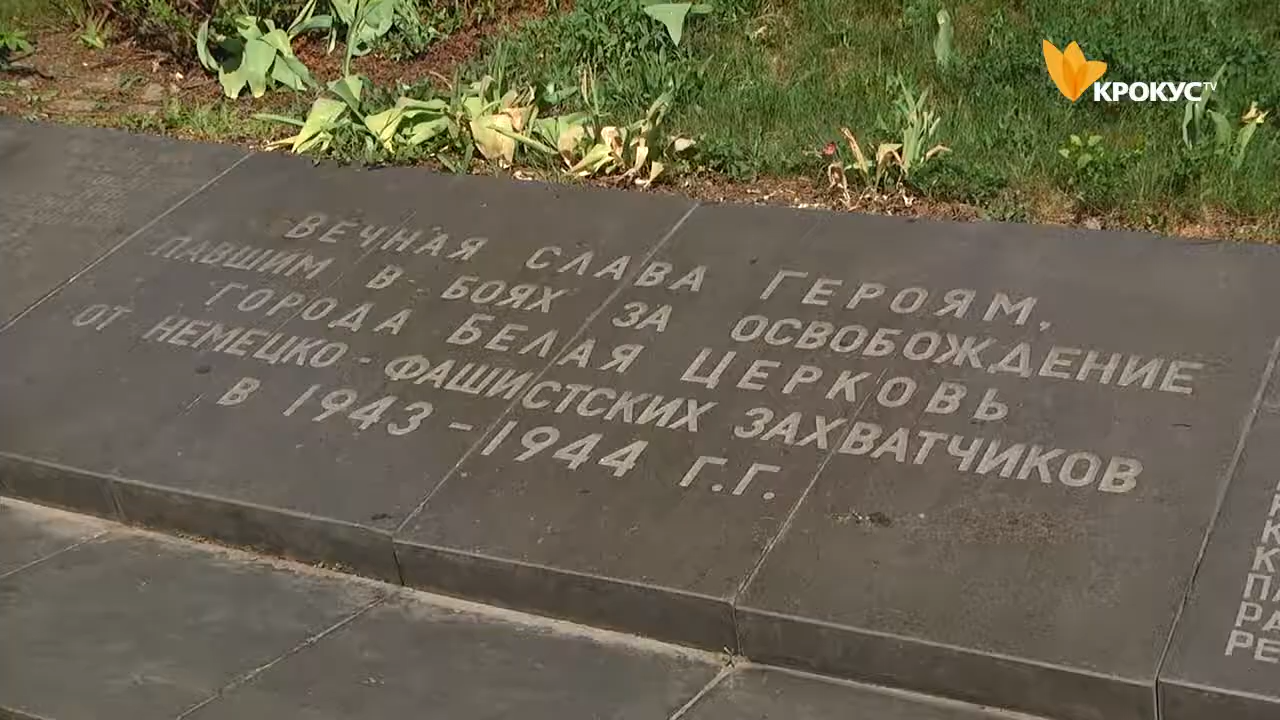 КРОКУС TV
ВЕЧНАЯ СЛАВА ГЕРОЯМ,
ПАВШИМ В БОЯХ ЗА ОСВОБОЖДЕНИЕ
ГОРОДА БЕЛАЯ ЦЕРКОВЬ
ОТ НЕМЕЦКО-ФАШИСТСКИХ ЗАХВАТЧИКОВ
В 1943-1944 Г.Г.